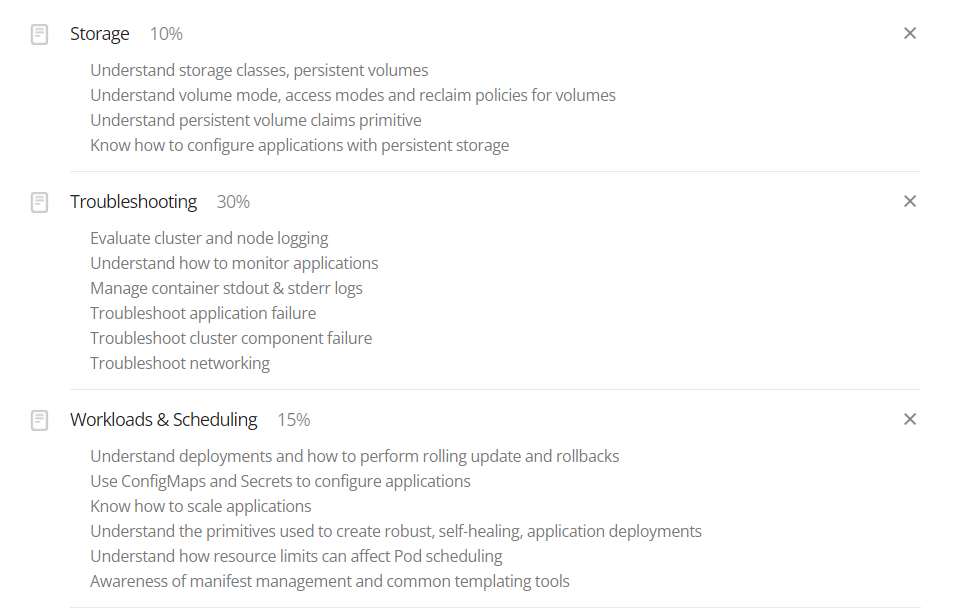 Storage 10%
Understand storage classes, persistent volumes
Understand volume mode, access modes and reclaim policies for volumes
Understand persistent volume claims primitive
Know how to configure applications with persistent storage
Troubleshooting 30%
Evaluate cluster and node logging
Understand how to monitor applications
Manage container stdout & stderr logs
Troubleshoot application failure
Troubleshoot cluster component failure
Troubleshoot networking
Workloads & Scheduling 15%
Understand deployments and how to perform rolling update and rollbacks
Use ConfigMaps and Secrets to configure applications
Know how to scale applications
Understand the primitives used to create robust, self-healing, application deployments
Understand how resource limits can affect Pod scheduling
Awareness of manifest management and common templating tools